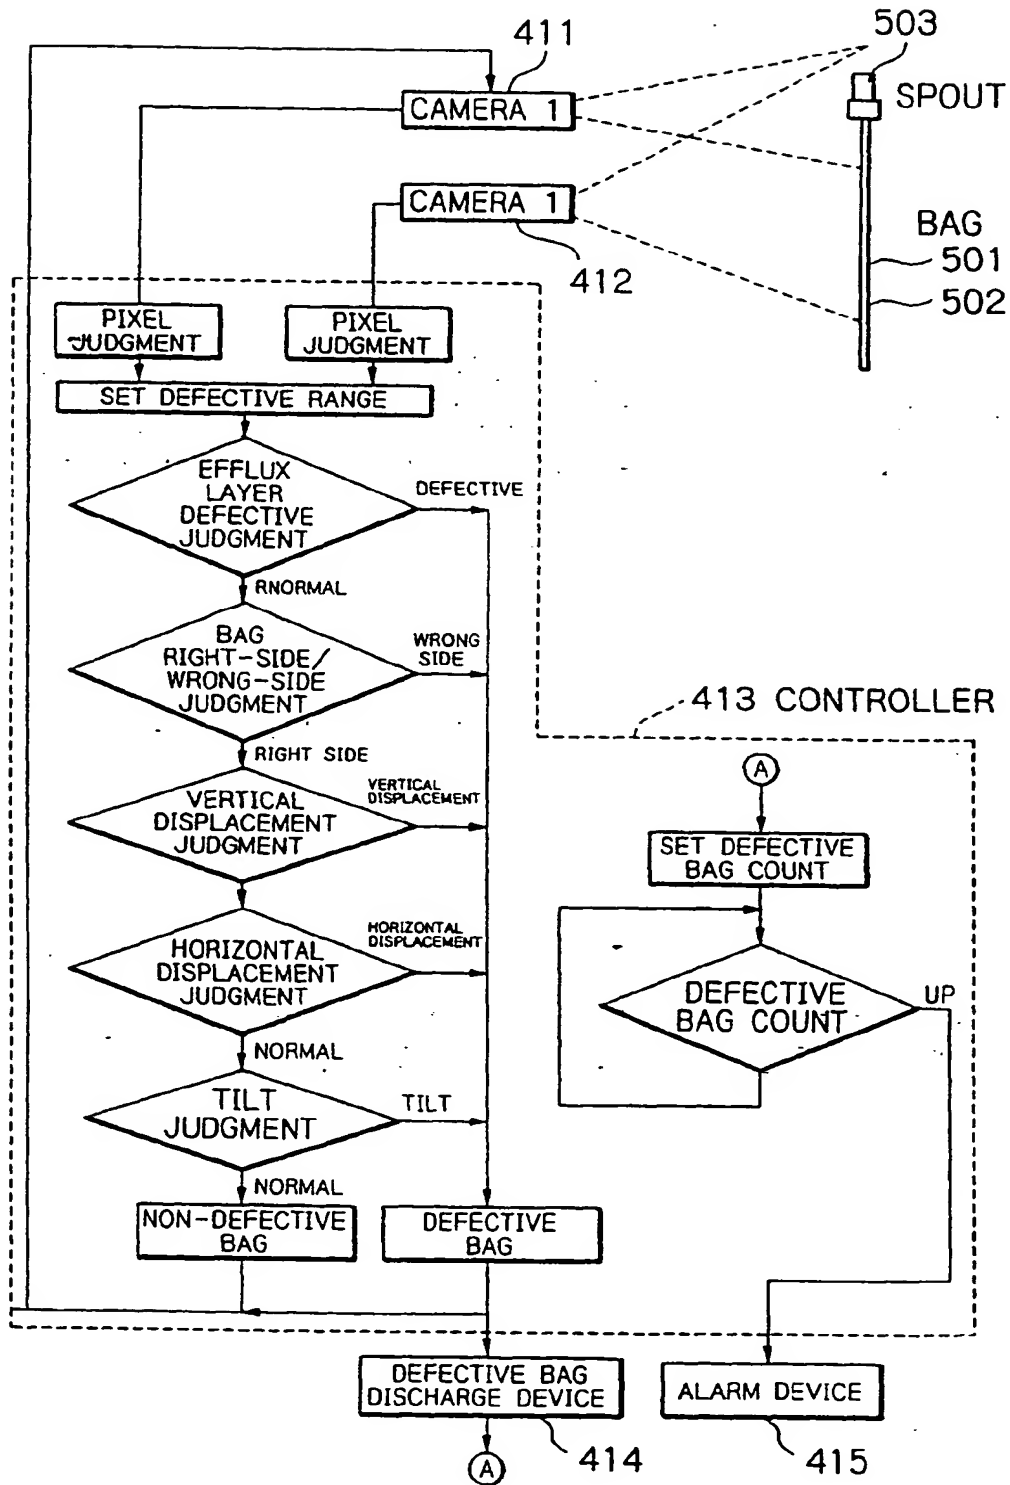 411
503
CAMERA 1
SPOUT
CAMERA 1
412
BAG
501
502
PIXEL
JUDGMENT
PIXEL
JUDGMENT
SET DEFECTIVE RANGE
EFFLUX
LAYER
DEFECTIVE
JUDGMENT
DEFECTIVE
RNORMAL
BAG
RIGHT-SIDE/
WRONG-SIDE
JUDGMENT
WRONG
SIDE
RIGHT SIDE
VERTICAL
DISPLACEMENT
JUDGMENT
VERTICAL
DISPLACEMENT
HORIZONTAL
DISPLACEMENT
JUDGMENT
HORIZONTAL
DISPLACEMENT
NORMAL
TILT
JUDGMENT
TILT
NORMAL
NON-DEFECTIVE
BAG
DEFECTIVE
BAG
413 CONTROLLER
A
SET DEFECTIVE
BAG COUNT
DEFECTIVE
BAG COUNT
UP
DEFECTIVE BAG
DISCHARGE DEVICE
414
A
ALARM DEVICE
415